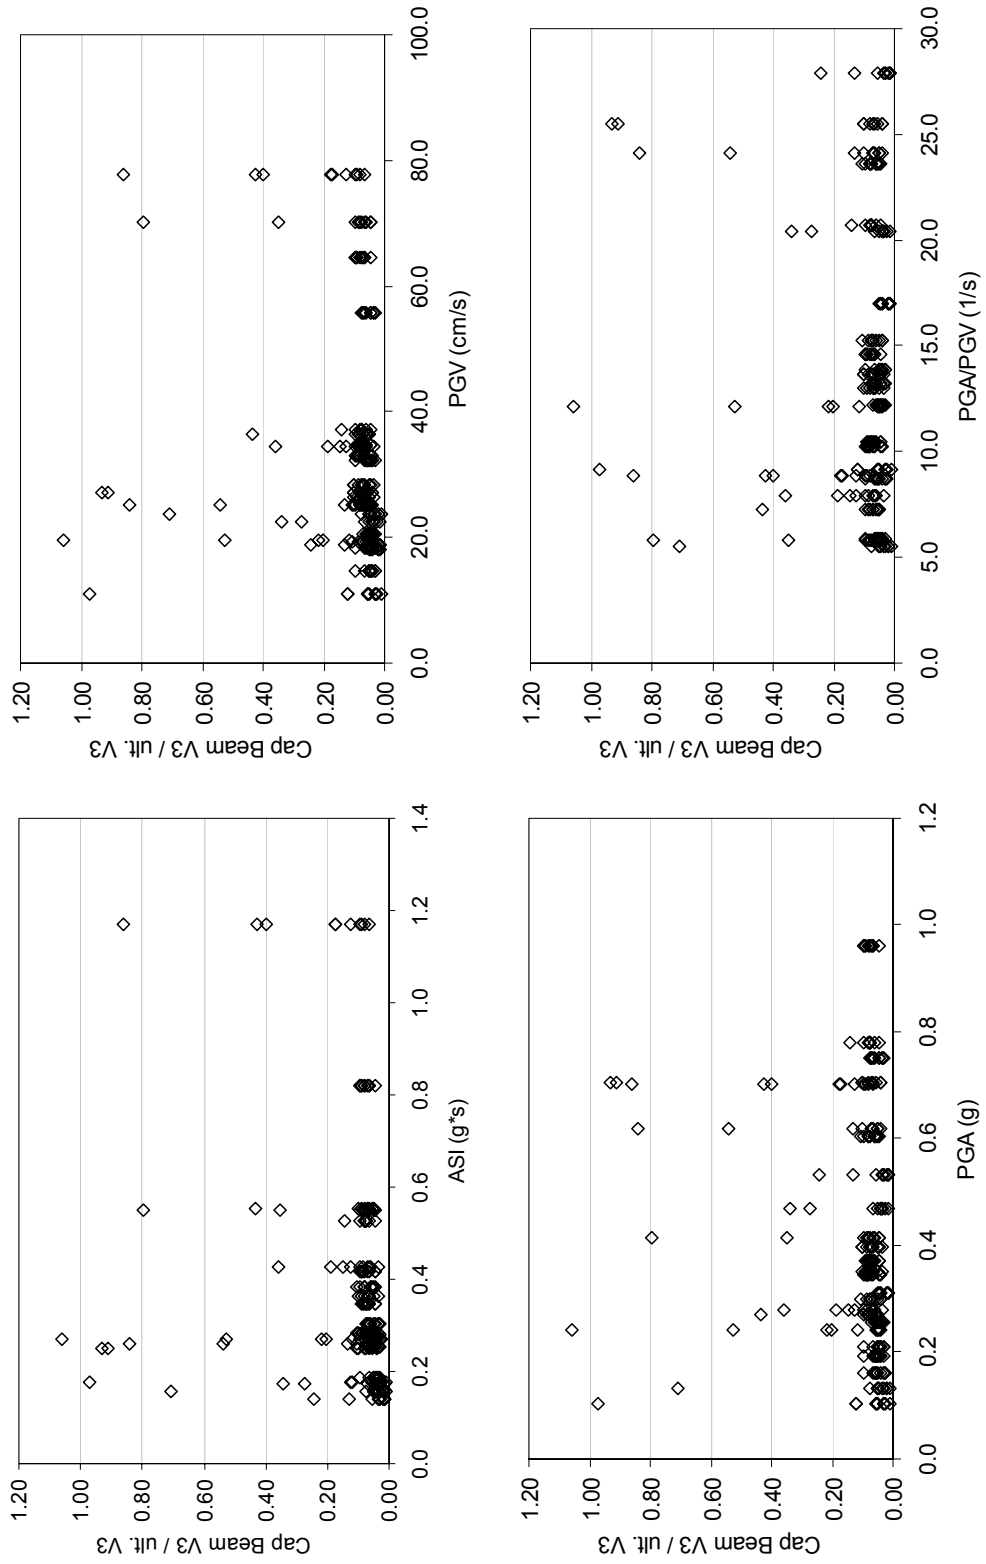 Cap Beam V3 / ult. V3
1.20
1.00
0.80
0.60
0.40
0.20
0.00
0.0 0.2 0.4 0.6 0.8 1.0 1.2 1.4
ASI (g*s)
Cap Beam V3 / ult. V3
1.20
1.00
0.80
0.60
0.40
0.20
0.00
0.0 20.0 40.0 60.0 80.0 100.0
PGV (cm/s)
Cap Beam V3 / ult. V3
1.20
1.00
0.80
0.60
0.40
0.20
0.00
0.0 0.2 0.4 0.6 0.8 1.0 1.2
PGA (g)
Cap Beam V3 / ult. V3
1.20
1.00
0.80
0.60
0.40
0.20
0.00
0.0 5.0 10.0 15.0 20.0 25.0 30.0
PGA/PGV (1/s)